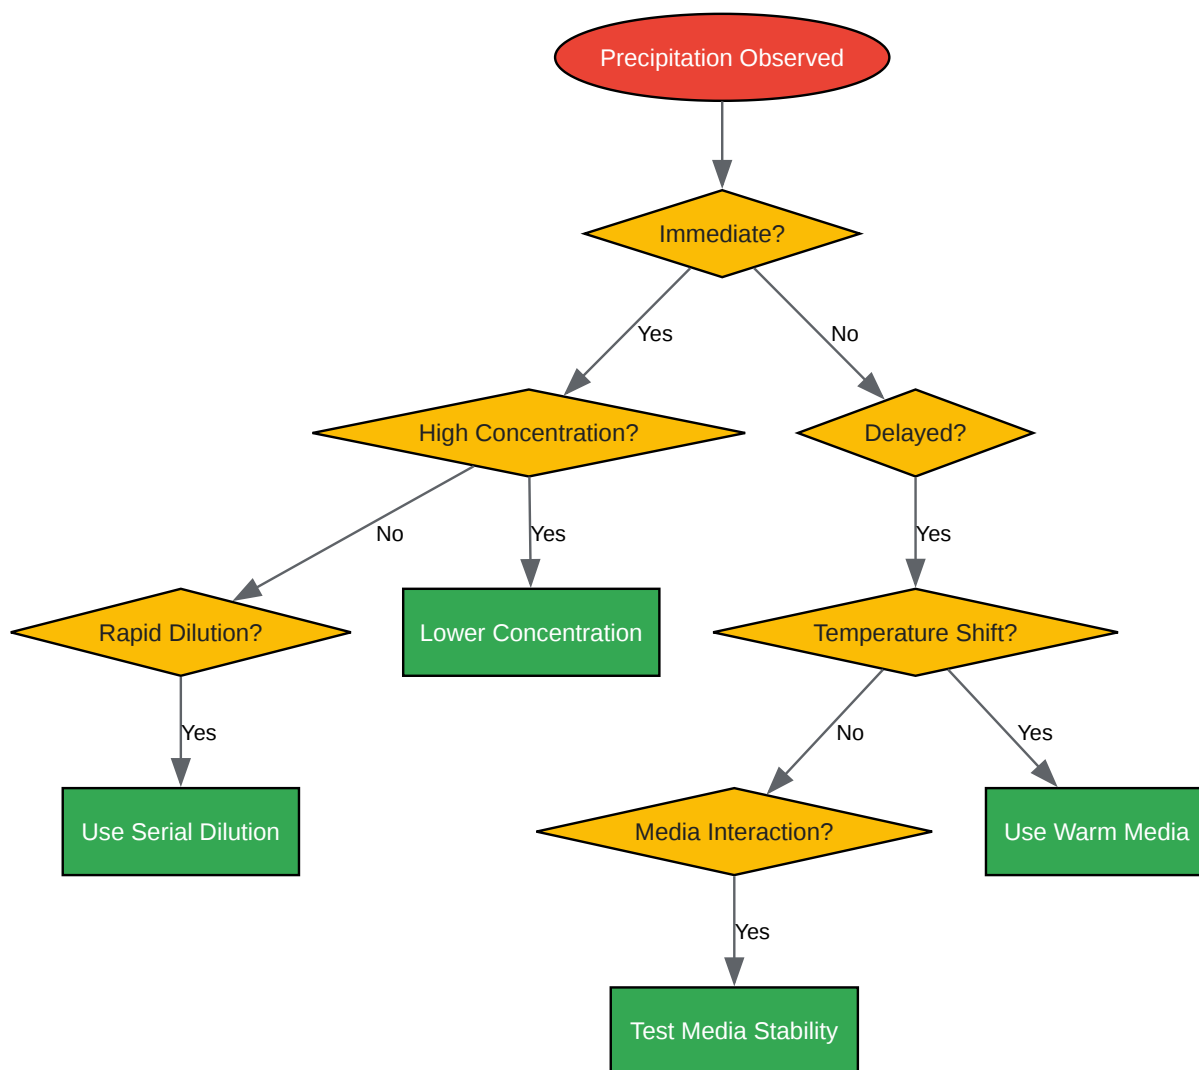 Precipitation Observed
Immediate?
Yes
No
High Concentration?
Delayed?
No
Yes
Yes
Rapid Dilution?
Lower Concentration
Temperature Shift?
Yes
No
Yes
Use Serial Dilution
Media Interaction?
Use Warm Media
Yes
Test Media Stability